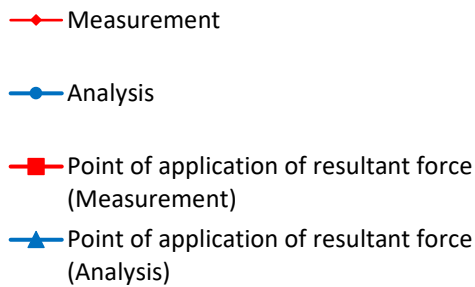 Measurement
Analysis
Point of application of resultant force
(Measurement)
Point of application of resultant force
(Analysis)